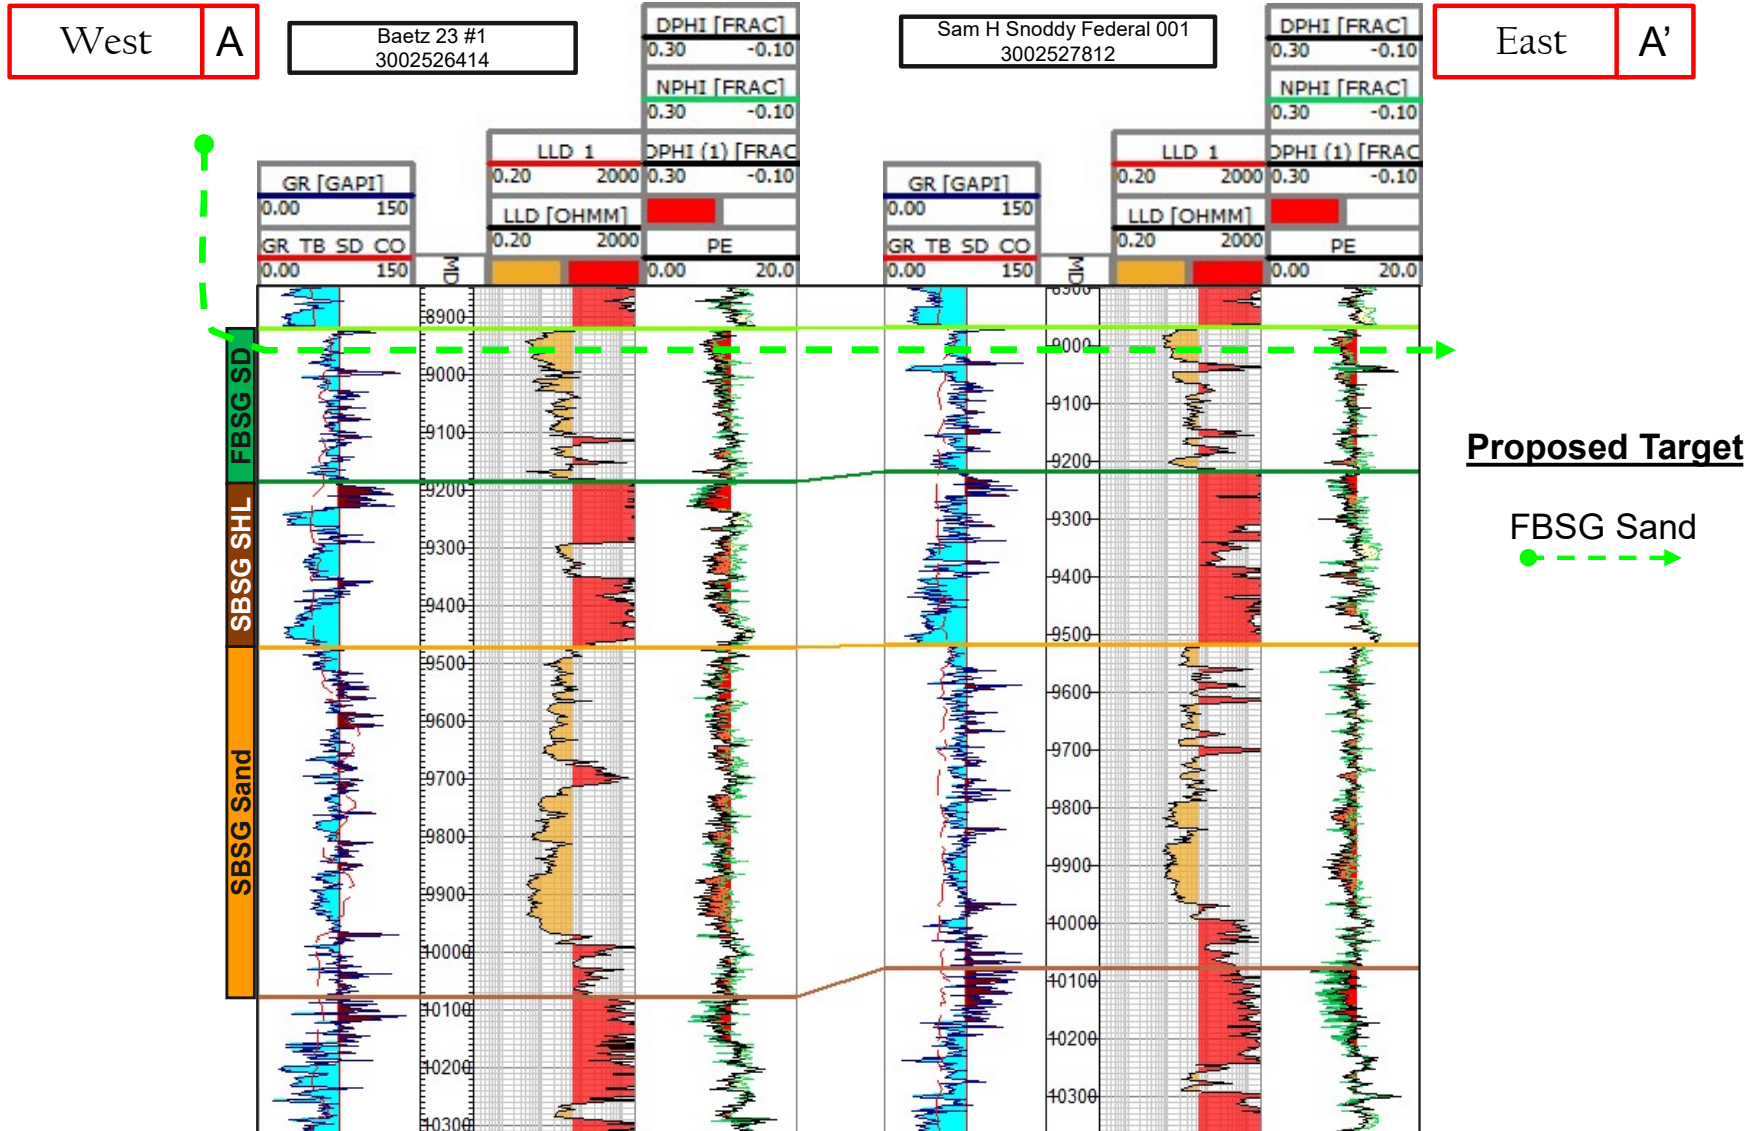 West A
Baetz 23 #1
3002526414
Sam H Snoddy Federal 001
3002527812
East A’
DPHI [FRAC]
0.30 -0.10
NPHI [FRAC]
0.30 -0.10
DPHI (1) [FRAC
0.30 -0.10
PE
0.00 20.0
LLD 1
0.20 2000
LLD [OHMM]
0.20 2000
GR [GAPI]
0.00 150
GR TB SD CO
0.00 150
MD
DPHI [FRAC]
0.30 -0.10
NPHI [FRAC]
0.30 -0.10
DPHI (1) [FRAC
0.30 -0.10
PE
0.00 20.0
LLD 1
0.20 2000
LLD [OHMM]
0.20 2000
GR [GAPI]
0.00 150
GR TB SD CO
0.00 150
MD
FBSG SD
SBSG SHL
SBSG Sand
8900
9000
9100
9200
9300
9400
9500
9600
9700
9800
9900
10000
10100
10200
10300
8900
9000
9100
9200
9300
9400
9500
9600
9700
9800
9900
10000
10100
10200
10300
Proposed Target
FBSG Sand